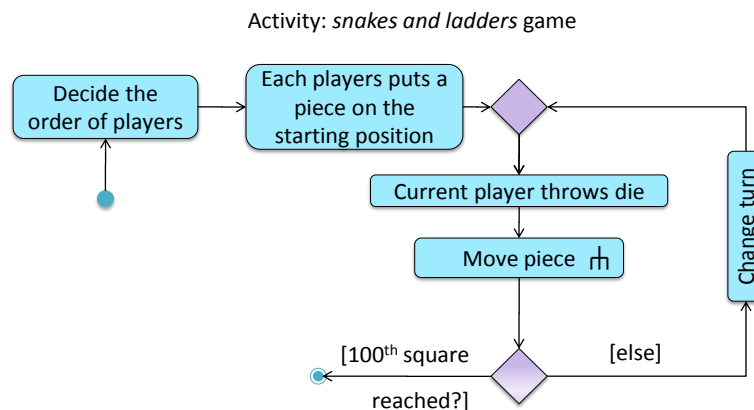 Activity: snakes and ladders game
Decide the
order of players
Each players puts a
piece on the
starting position
Current player throws die
Move piece
Change turn
[100th square
reached?]
[else]